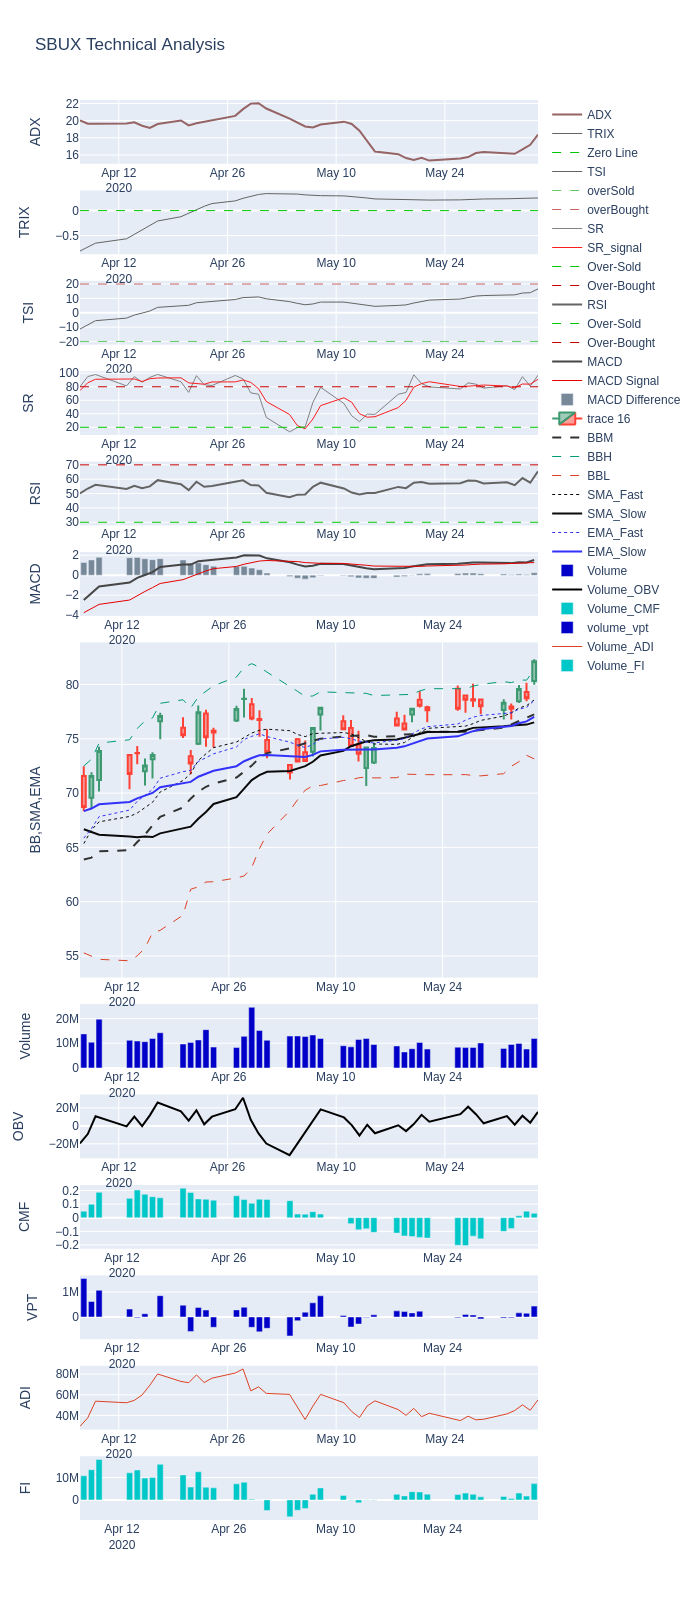 SBUX Technical Analysis
ADX
22
20
18
16
Apr 12
2020
Apr 26
May 10
May 24
TRIX
0
−0.5
Apr 12
2020
Apr 26
May 10
May 24
TSI
20
10
0
−10
−20
Apr 12
2020
Apr 26
May 10
May 24
SR
100
80
60
40
20
Apr 12
2020
Apr 26
May 10
May 24
RSI
70
60
50
40
30
Apr 12
2020
Apr 26
May 10
May 24
MACD
2
0
−2
−4
Apr 12
2020
Apr 26
May 10
May 24
BB,SMA,EMA
80
75
70
65
60
55
Apr 12
2020
Apr 26
May 10
May 24
Volume
20M
10M
0
Apr 12
2020
Apr 26
May 10
May 24
OBV
20M
0
−20M
Apr 12
2020
Apr 26
May 10
May 24
CMF
0.2
0.1
0
−0.1
−0.2
Apr 12
2020
Apr 26
May 10
May 24
VPT
1M
0
Apr 12
2020
Apr 26
May 10
May 24
ADI
80M
60M
40M
Apr 12
2020
Apr 26
May 10
May 24
FI
10M
0
Apr 12
2020
Apr 26
May 10
May 24
ADX
TRIX
Zero Line
TSI
overSold
overBought
SR
SR_signal
Over-Sold
Over-Bought
RSI
Over-Sold
Over-Bought
MACD
MACD Signal
MACD Difference
trace 16
BBM
BBH
BBL
SMA_Fast
SMA_Slow
EMA_Fast
EMA_Slow
Volume
Volume_OBV
Volume_CMF
volume_vpt
Volume_ADI
Volume_FI